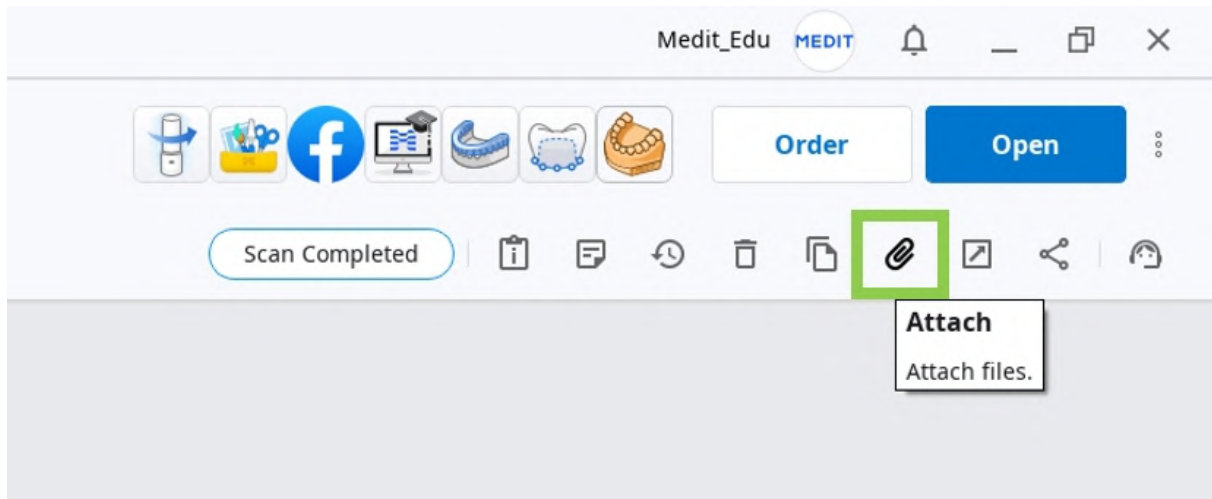 Medit_Edu MEDIT
Order Open
Scan Completed
Attach
Attach files.